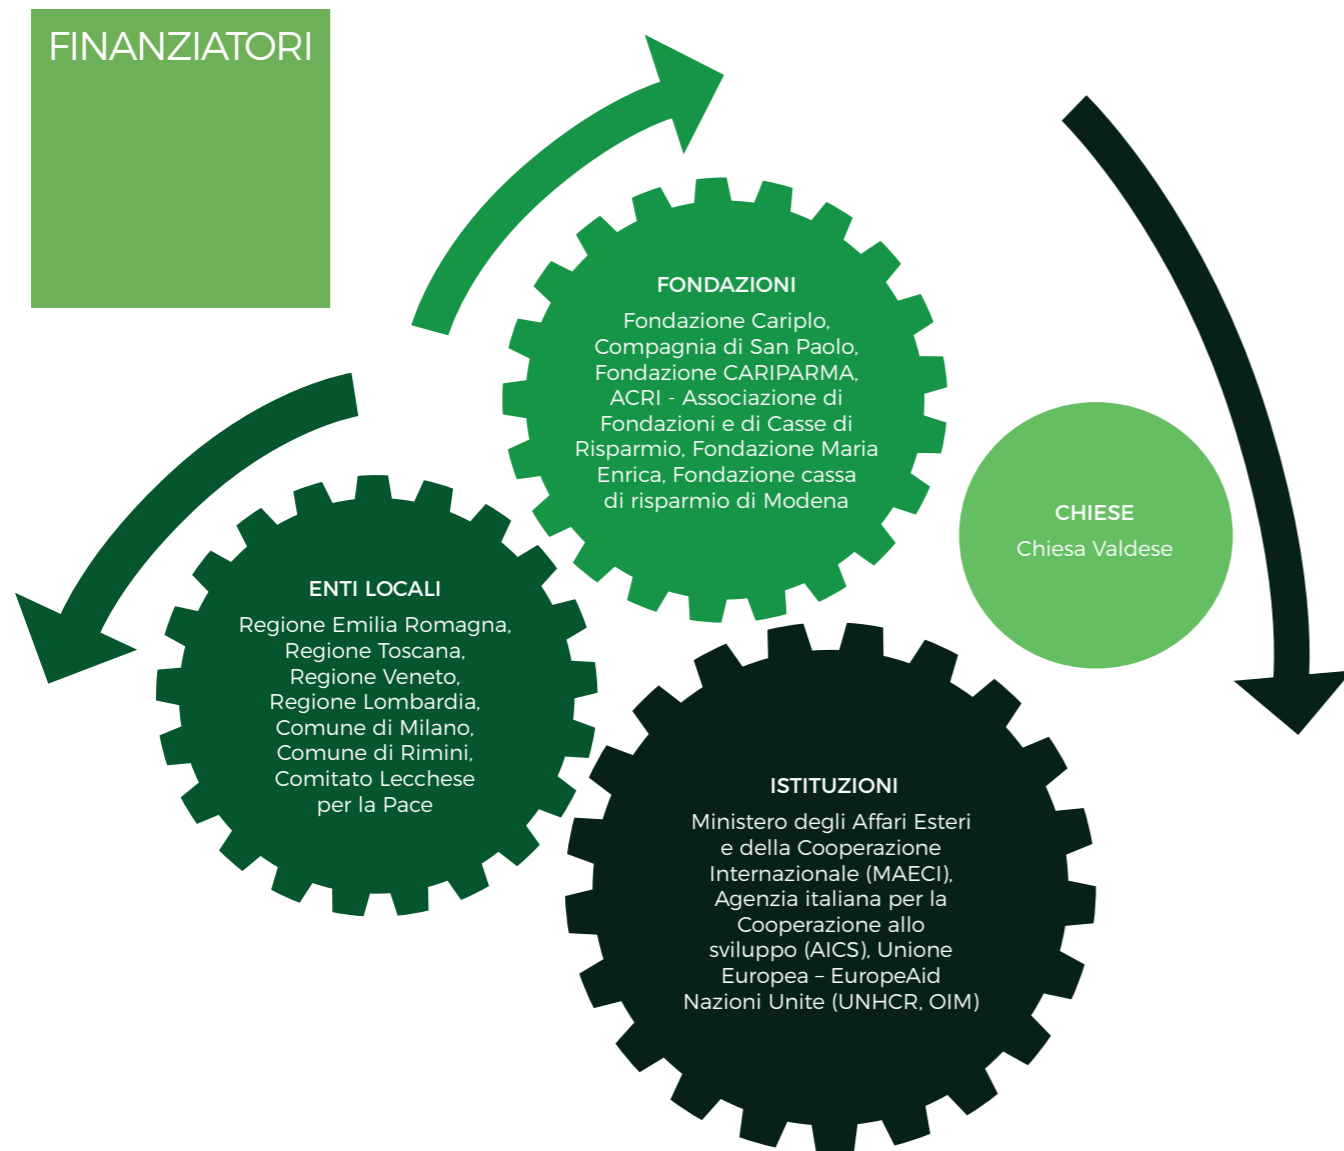 FINANZIATORI
FONDAZIONI
Fondazione Cariplo,
Compagnia di San Paolo,
Fondazione CARIPARMA,
ACRI - Associazione di
Fondazioni e di Casse di
Risparmio, Fondazione Maria
Enrica, Fondazione cassa
di risparmio di Modena
CHIESE
Chiesa Valdese
ENTI LOCALI
Regione Emilia Romagna,
Regione Toscana,
Regione Veneto,
Regione Lombardia,
Comune di Milano,
Comune di Rimini,
Comitato Lecchese
per la Pace
ISTITUZIONI
Ministero degli Affari Esteri
e della Cooperazione
Internazionale (MAECI),
Agenzia italiana per la
Cooperazione allo
sviluppo (AICS), Unione
Europea – EuropeAid
Nazioni Unite (UNHCR, OIM)